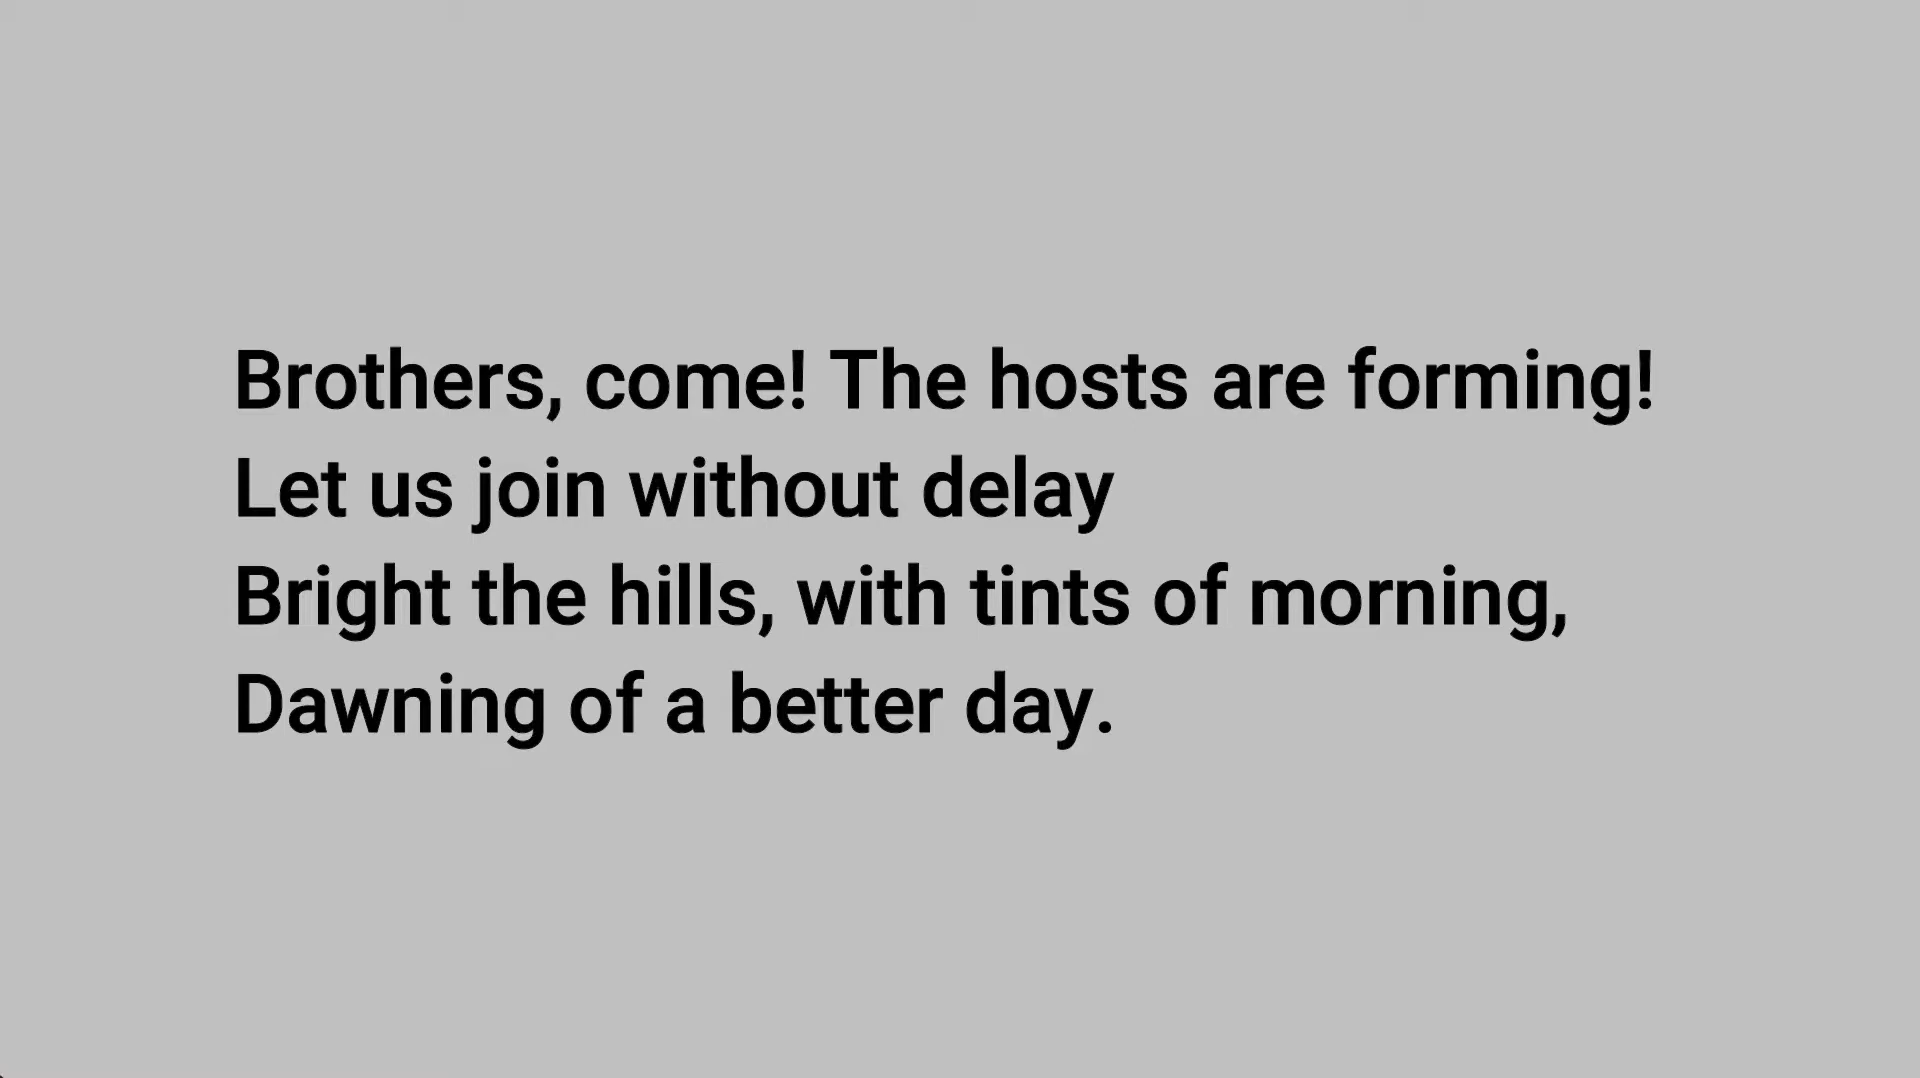 Brothers, come! The hosts are forming!
Let us join without delay
Bright the hills, with tints of morning,
Dawning of a better day.